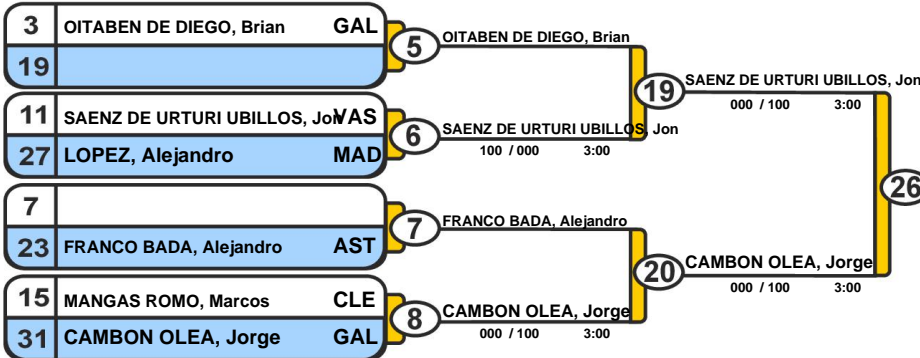 3 OITABEN DE DIEGO, Brian GAL
19
5
OITABEN DE DIEGO, Brian
11 SAENZ DE URTURI UBILLOS, Jon VAS
27 LOPEZ, Alejandro MAD
6
SAENZ DE URTURI UBILLOS, Jon
100 / 000 3:00
19
SAENZ DE URTURI UBILLOS, Jon
000 / 100 3:00
7
23 FRANCO BADA, Alejandro AST
7
FRANCO BADA, Alejandro
15 MANGAS ROMO, Marcos CLE
31 CAMBON OLEA, Jorge GAL
8
CAMBON OLEA, Jorge
000 / 100 3:00
20
CAMBON OLEA, Jorge
000 / 100 3:00
26